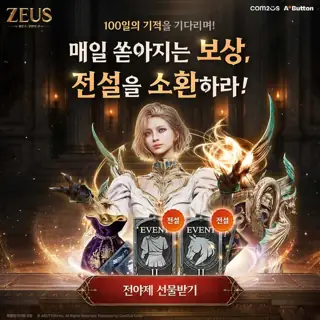 ZEUS
COM2US A*Button
100일의 기적을 기다리며!
매일 쏟아지는 보상,
전설을 소환하라!
전설 전설
EVENT EVENT
II II
전야제 선물받기